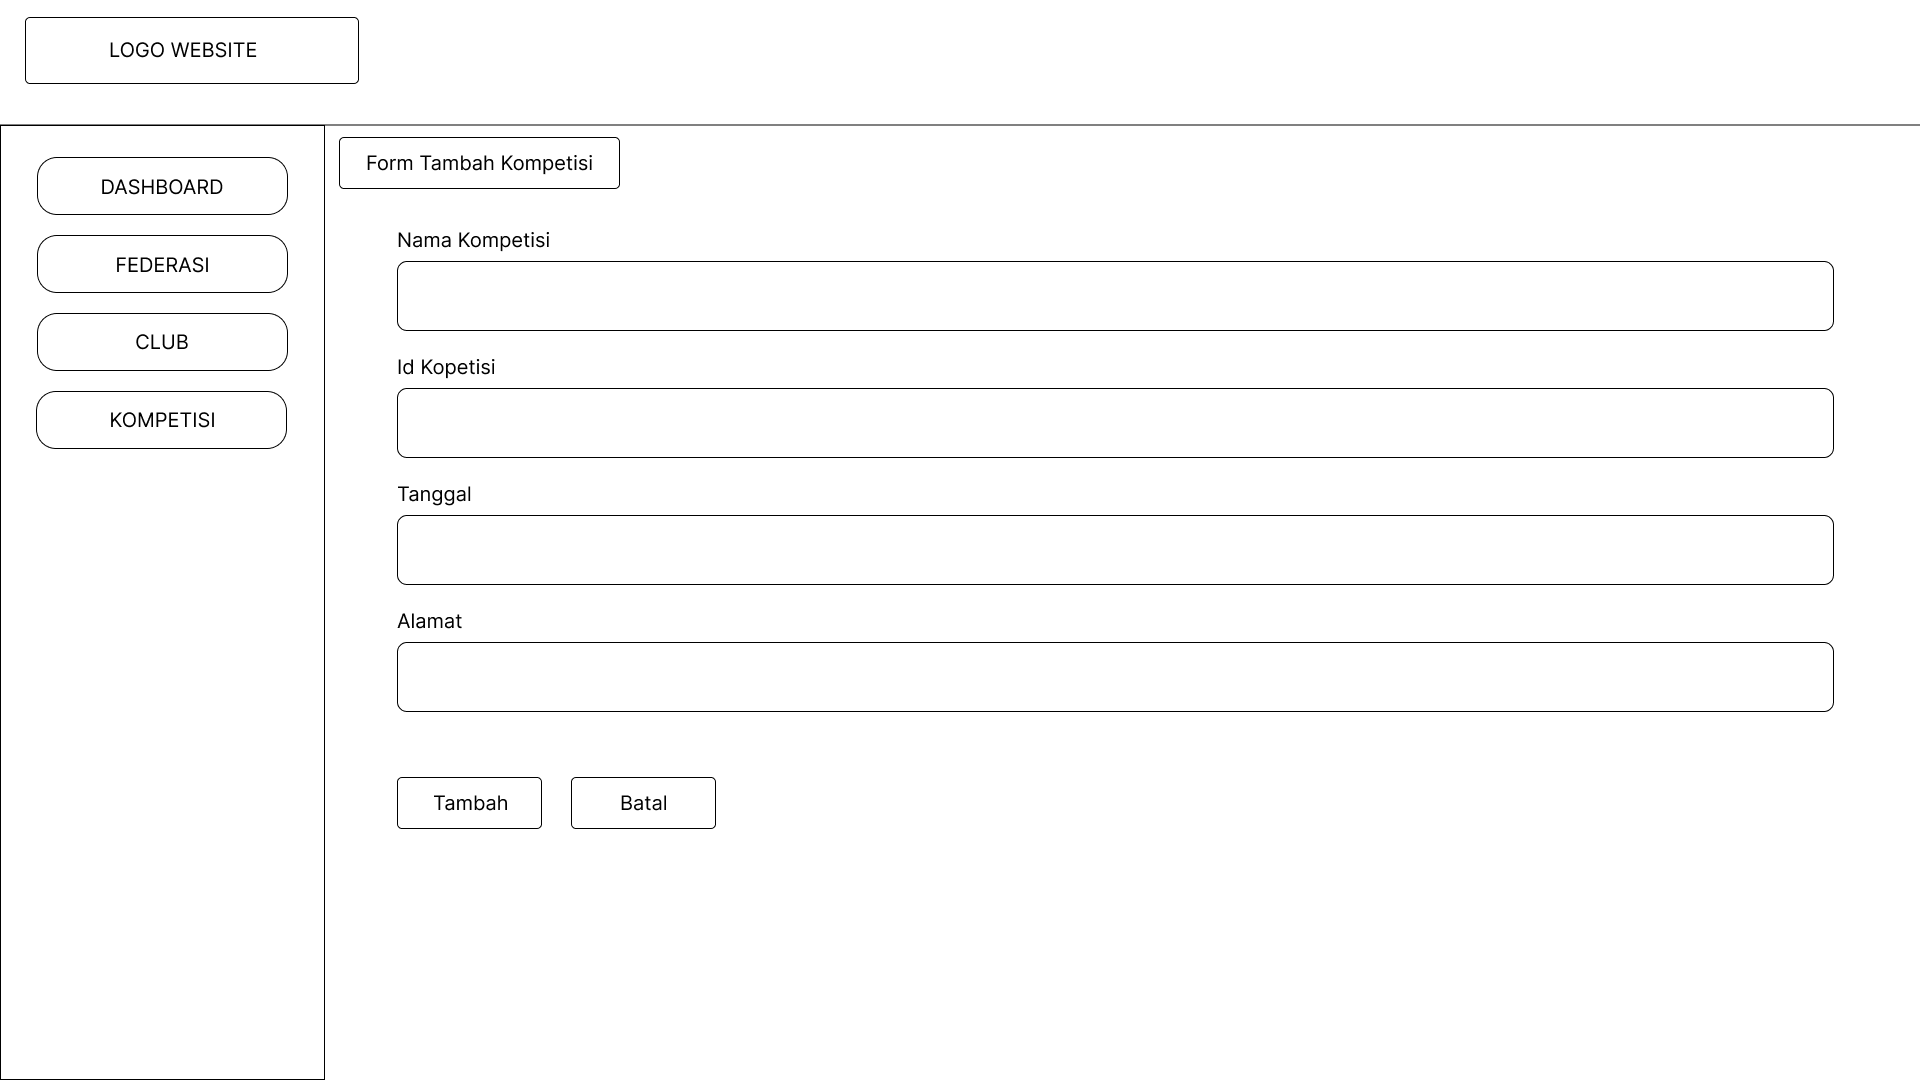 LOGO WEBSITE
DASHBOARD
FEDERASI
CLUB
KOMPETISI
Form Tambah Kompetisi
Nama Kompetisi
Id Kopetisi
Tanggal
Alamat
Tambah
Batal